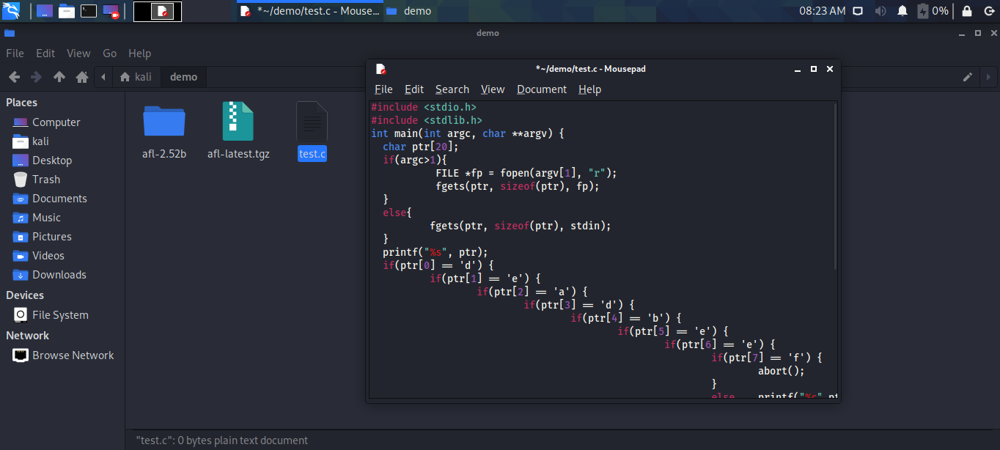 *~/demo/test.c - Mouse...
demo
08:23 AM
0%
demo
File Edit View Go Help
kali
demo
Places
Computer
kali
Desktop
Trash
Documents
Music
Pictures
Videos
Downloads
Devices
File System
Network
Browse Network
afl-2.52b
afl-latest.tgz
test.c
"test.c": 0 bytes plain text document
*~/demo/test.c - Mousepad
File Edit Search View Document Help
#include <stdio.h>
#include <stdlib.h>
int main(int argc, char **argv) {
  char ptr[20];
  if(argc>1){
           FILE *fp = fopen(argv[1], "r");
           fgets(ptr, sizeof(ptr), fp);
  }
  else{
          fgets(ptr, sizeof(ptr), stdin);
  }
  printf("%s", ptr);
  if(ptr[0] == 'd') {
          if(ptr[1] == 'e') {
                  if(ptr[2] == 'a') {
                          if(ptr[3] == 'd') {
                                  if(ptr[4] == 'b') {
                                          if(ptr[5] == 'e') {
                                                  if(ptr[6] == 'e') {
                                                          if(ptr[7] == 'f') {
                                                                  abort();
                                                          }
                                                          else    printf("%c",pt